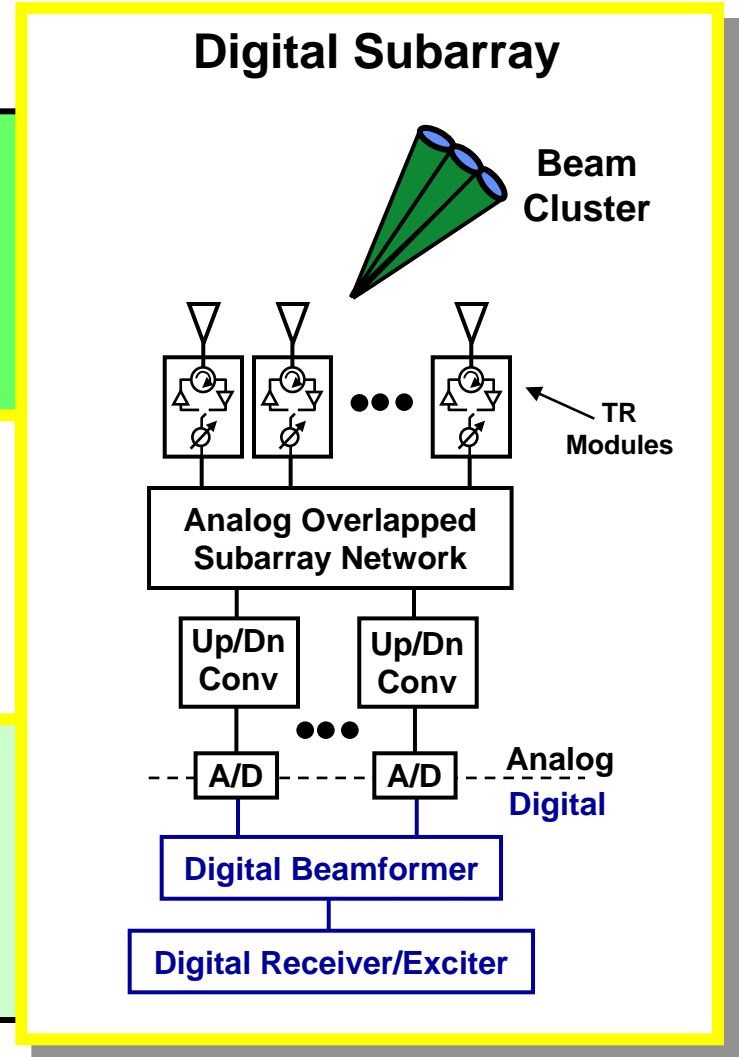 Digital Subarray
Beam
Cluster
TR
Modules
Analog Overlapped
Subarray Network
Up/Dn
Conv
Up/Dn
Conv
A/D
A/D
Analog
Digital
Digital Beamformer
Digital Receiver/Exciter